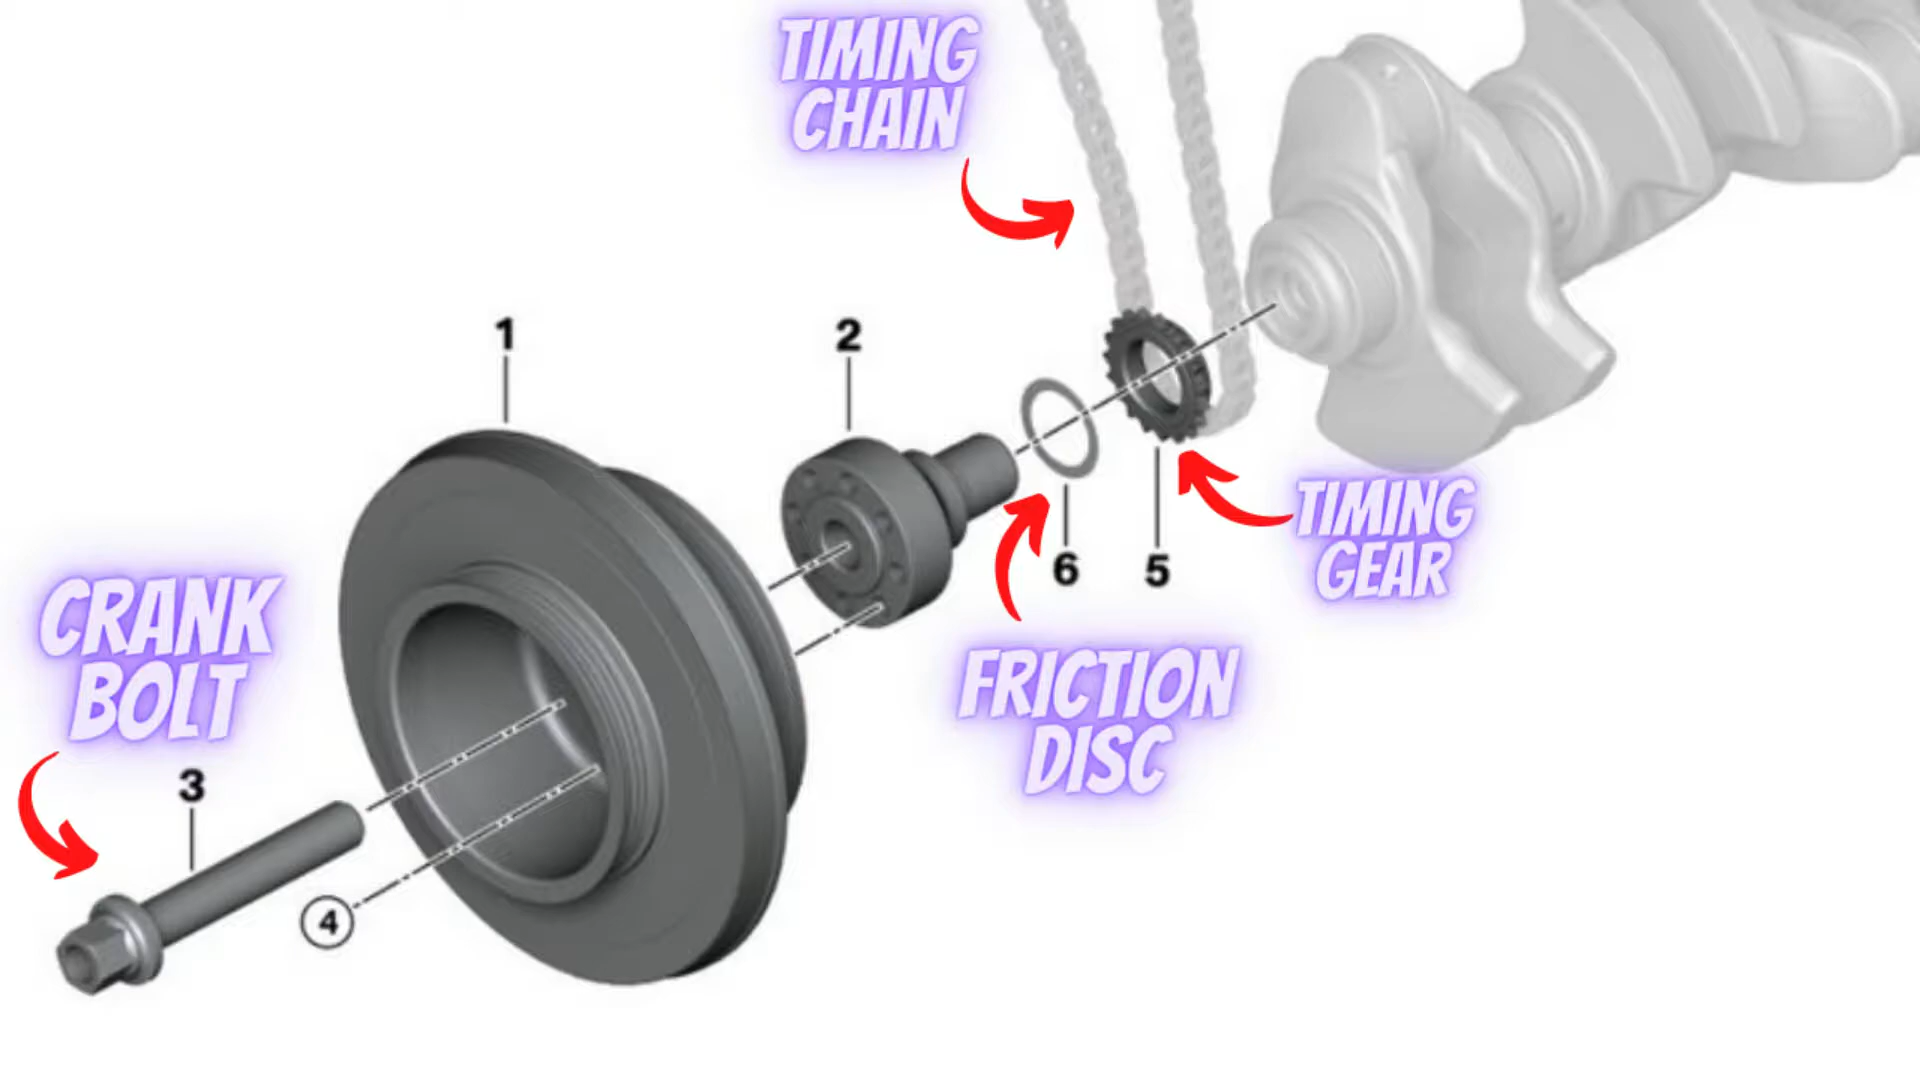 TIMING
CHAIN
1
2
6
5
TIMING
GEAR
CRANK
BOLT
FRICTION
DISC
3
4